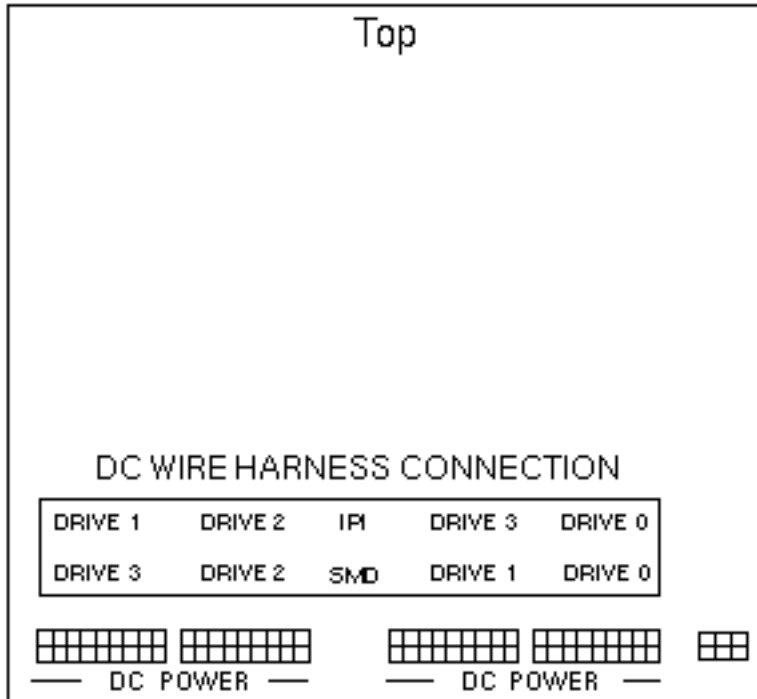 Top
DC WIRE HARNESS CONNECTION
DRIVE 1 DRIVE 2 IPI DRIVE 3 DRIVE 0
DRIVE 3 DRIVE 2 SMD DRIVE 1 DRIVE 0
DC POWER DC POWER